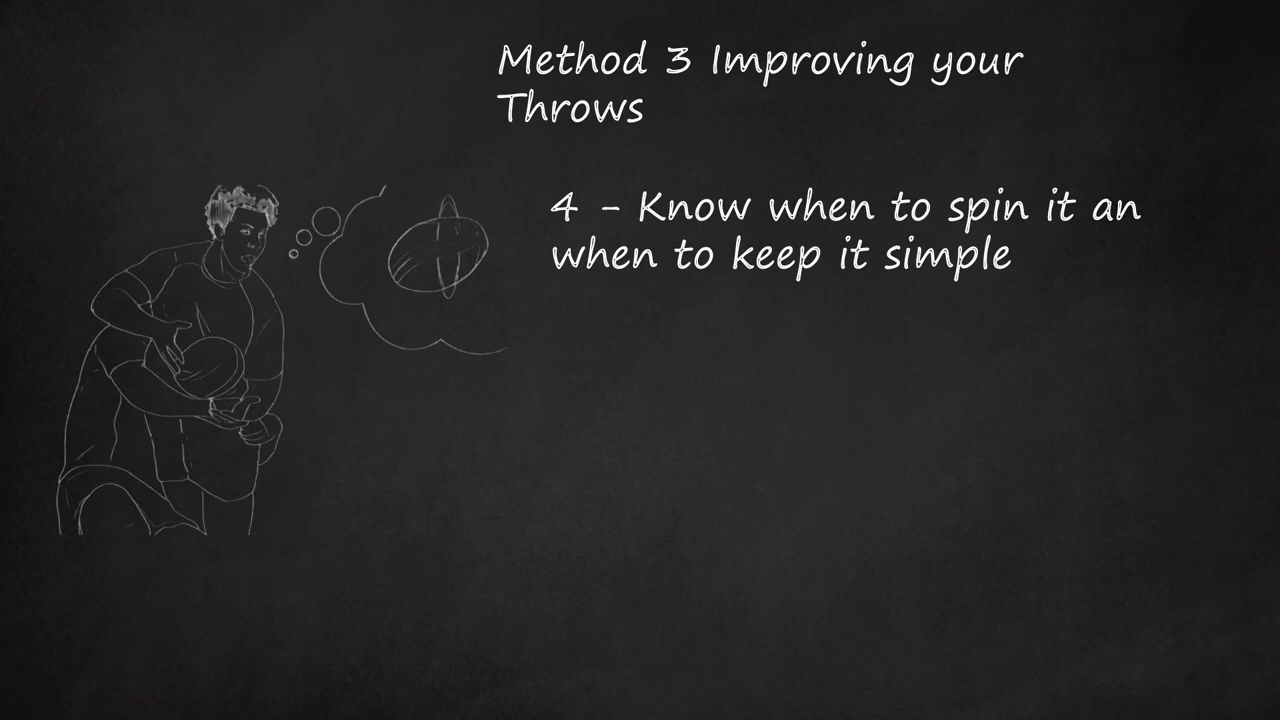 Method 3 Improving your
Throws
4 - Know when to spin it an
when to keep it simple